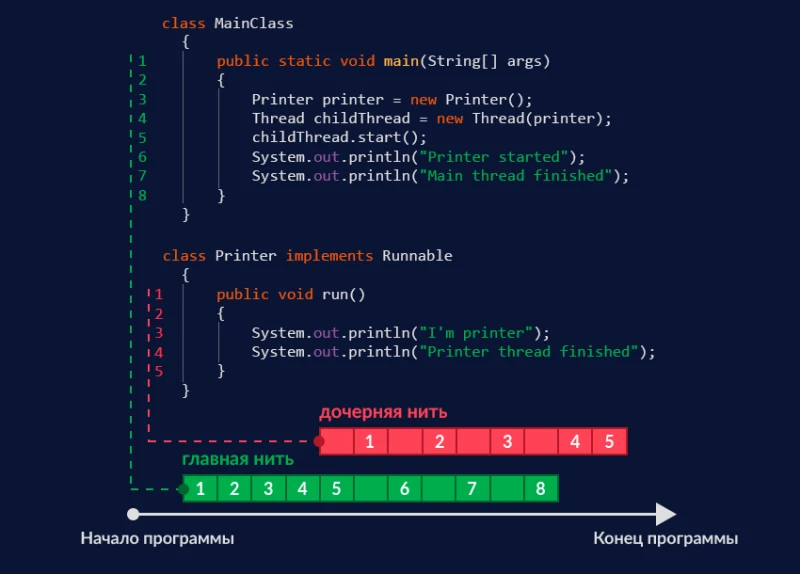 class MainClass
{
1 public static void main(String[] args)
2 {
3 Printer printer = new Printer();
4 Thread childThread = new Thread(printer);
5 childThread.start();
6 System.out.println("Printer started");
7 System.out.println("Main thread finished");
8 }
}
class Printer implements Runnable
{
1 public void run()
2 {
3 System.out.println("I'm printer");
4 System.out.println("Printer thread finished");
5 }
}
дочерняя нить
1 2 3 4 5
главная нить
1 2 3 4 5 6 7 8
Начало программы
Конец программы